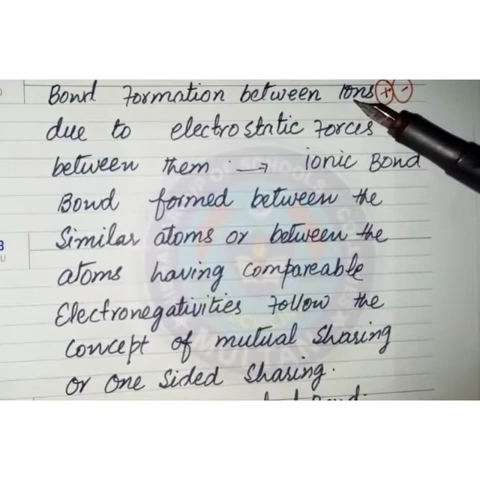 Bond Formation between ions + -
due to electrostatic Forces
between them → ionic Bond
Bond formed between the
Similar atoms or between the
atoms having compareable
Electronegativities Follow the
concept of mutual sharing
or one sided sharing.
Bond.